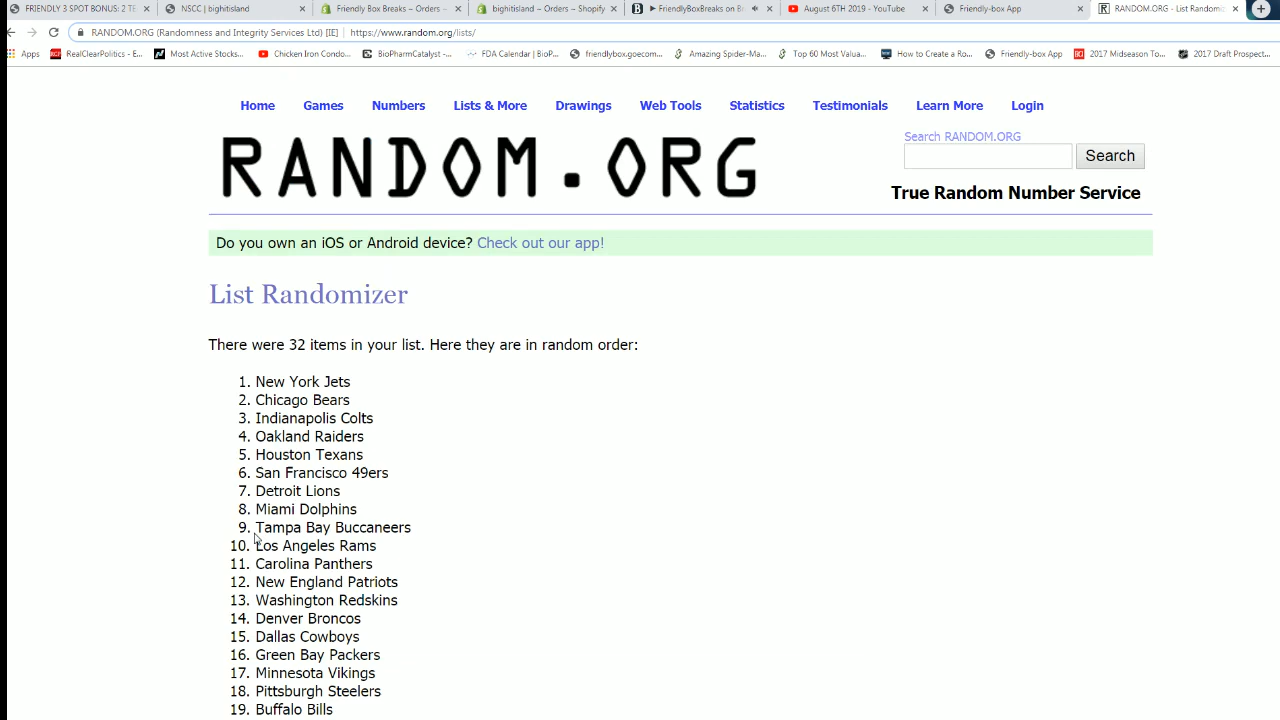 FRIENDLY 3 SPOT BONUS: 2 TE
NSCC | bighitisland
Friendly Box Breaks – Orders –
bighitisland – Orders – Shopify
FriendlyBoxBreaks on B
August 6TH 2019 - YouTube
Friendly-box App
RANDOM.ORG - List Randomiz
RANDOM.ORG (Randomness and Integrity Services Ltd) [IE] | https://www.random.org/lists/
Apps
RealClearPolitics - E...
Most Active Stocks...
Chicken Iron Condo...
BioPharmCatalyst -...
FDA Calendar | BioP...
friendlybox.goecom...
Amazing Spider-Ma...
Top 60 Most Valua...
How to Create a Ro...
Friendly-box App
2017 Midseason To...
2017 Draft Prospect...
Home Games Numbers Lists & More Drawings Web Tools Statistics Testimonials Learn More Login
RANDOM.ORG
Search RANDOM.ORG
Search
True Random Number Service
Do you own an iOS or Android device? Check out our app!
List Randomizer
There were 32 items in your list. Here they are in random order:
1. New York Jets
2. Chicago Bears
3. Indianapolis Colts
4. Oakland Raiders
5. Houston Texans
6. San Francisco 49ers
7. Detroit Lions
8. Miami Dolphins
9. Tampa Bay Buccaneers
10. Los Angeles Rams
11. Carolina Panthers
12. New England Patriots
13. Washington Redskins
14. Denver Broncos
15. Dallas Cowboys
16. Green Bay Packers
17. Minnesota Vikings
18. Pittsburgh Steelers
19. Buffalo Bills